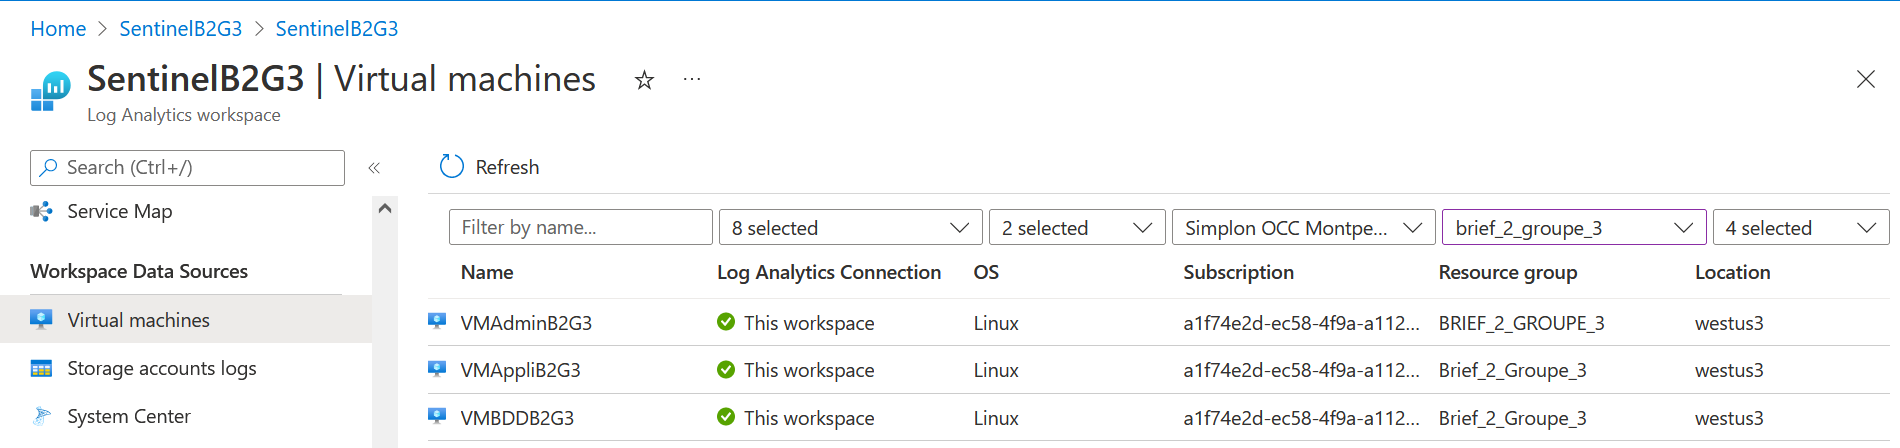 Home > SentinelB2G3 > SentinelB2G3
SentinelB2G3 | Virtual machines ☆ ...
Log Analytics workspace
Search (Ctrl+/) «
Service Map
Workspace Data Sources
Virtual machines
Storage accounts logs
System Center
Refresh
Filter by name... 8 selected 2 selected Simplon OCC Montpe... brief_2_groupe_3 4 selected
Name Log Analytics Connection OS Subscription Resource group Location
VMAdminB2G3 This workspace Linux a1f74e2d-ec58-4f9a-a112... BRIEF_2_GROUPE_3 westus3
VMAppliB2G3 This workspace Linux a1f74e2d-ec58-4f9a-a112... Brief_2_Groupe_3 westus3
VMBDDB2G3 This workspace Linux a1f74e2d-ec58-4f9a-a112... Brief_2_Groupe_3 westus3